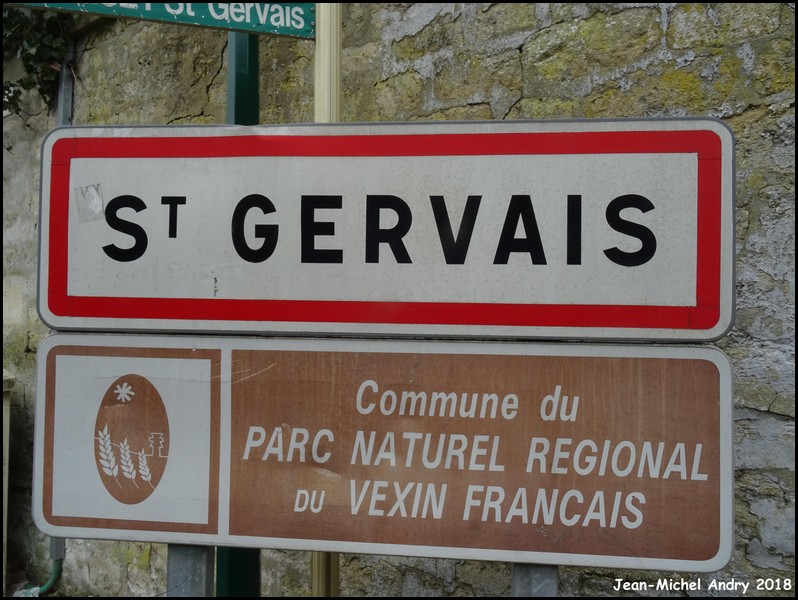 St Gervais
ST GERVAIS
Commune du
PARC NATUREL REGIONAL
DU VEXIN FRANCAIS
Jean-Michel Andry 2018